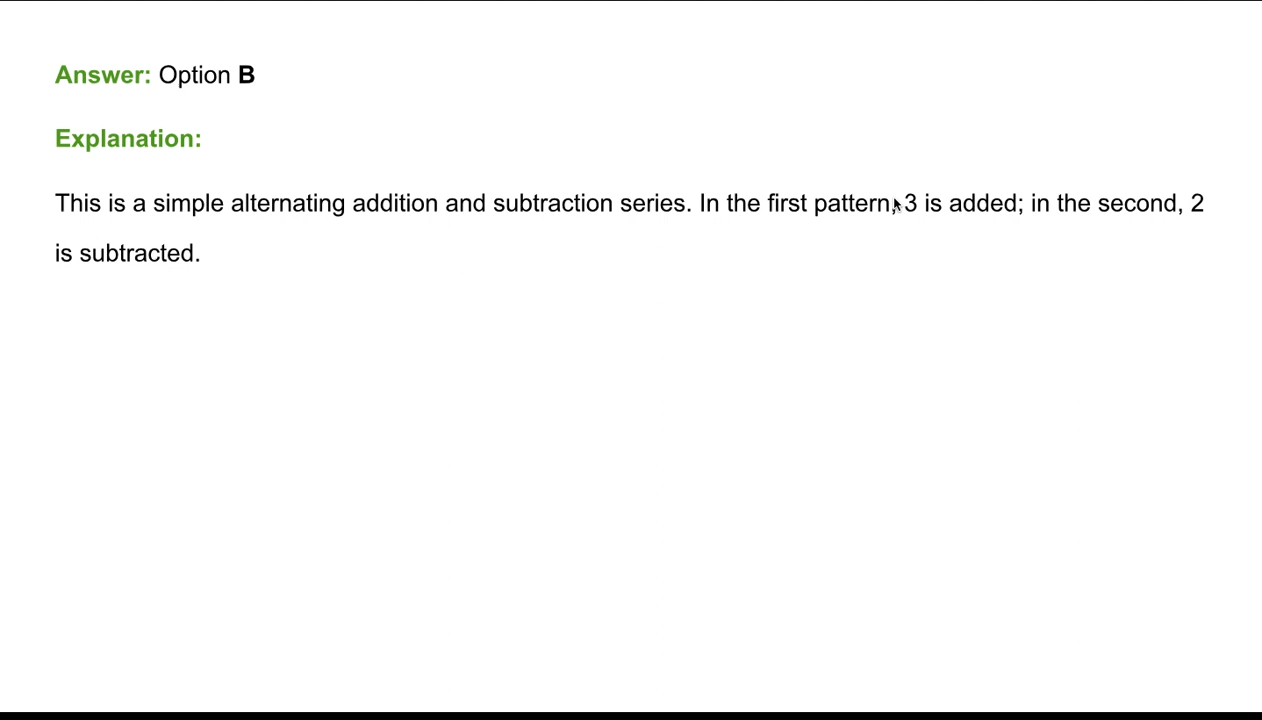 Answer: Option B
Explanation:
This is a simple alternating addition and subtraction series. In the first pattern, 3 is added; in the second, 2
is subtracted.